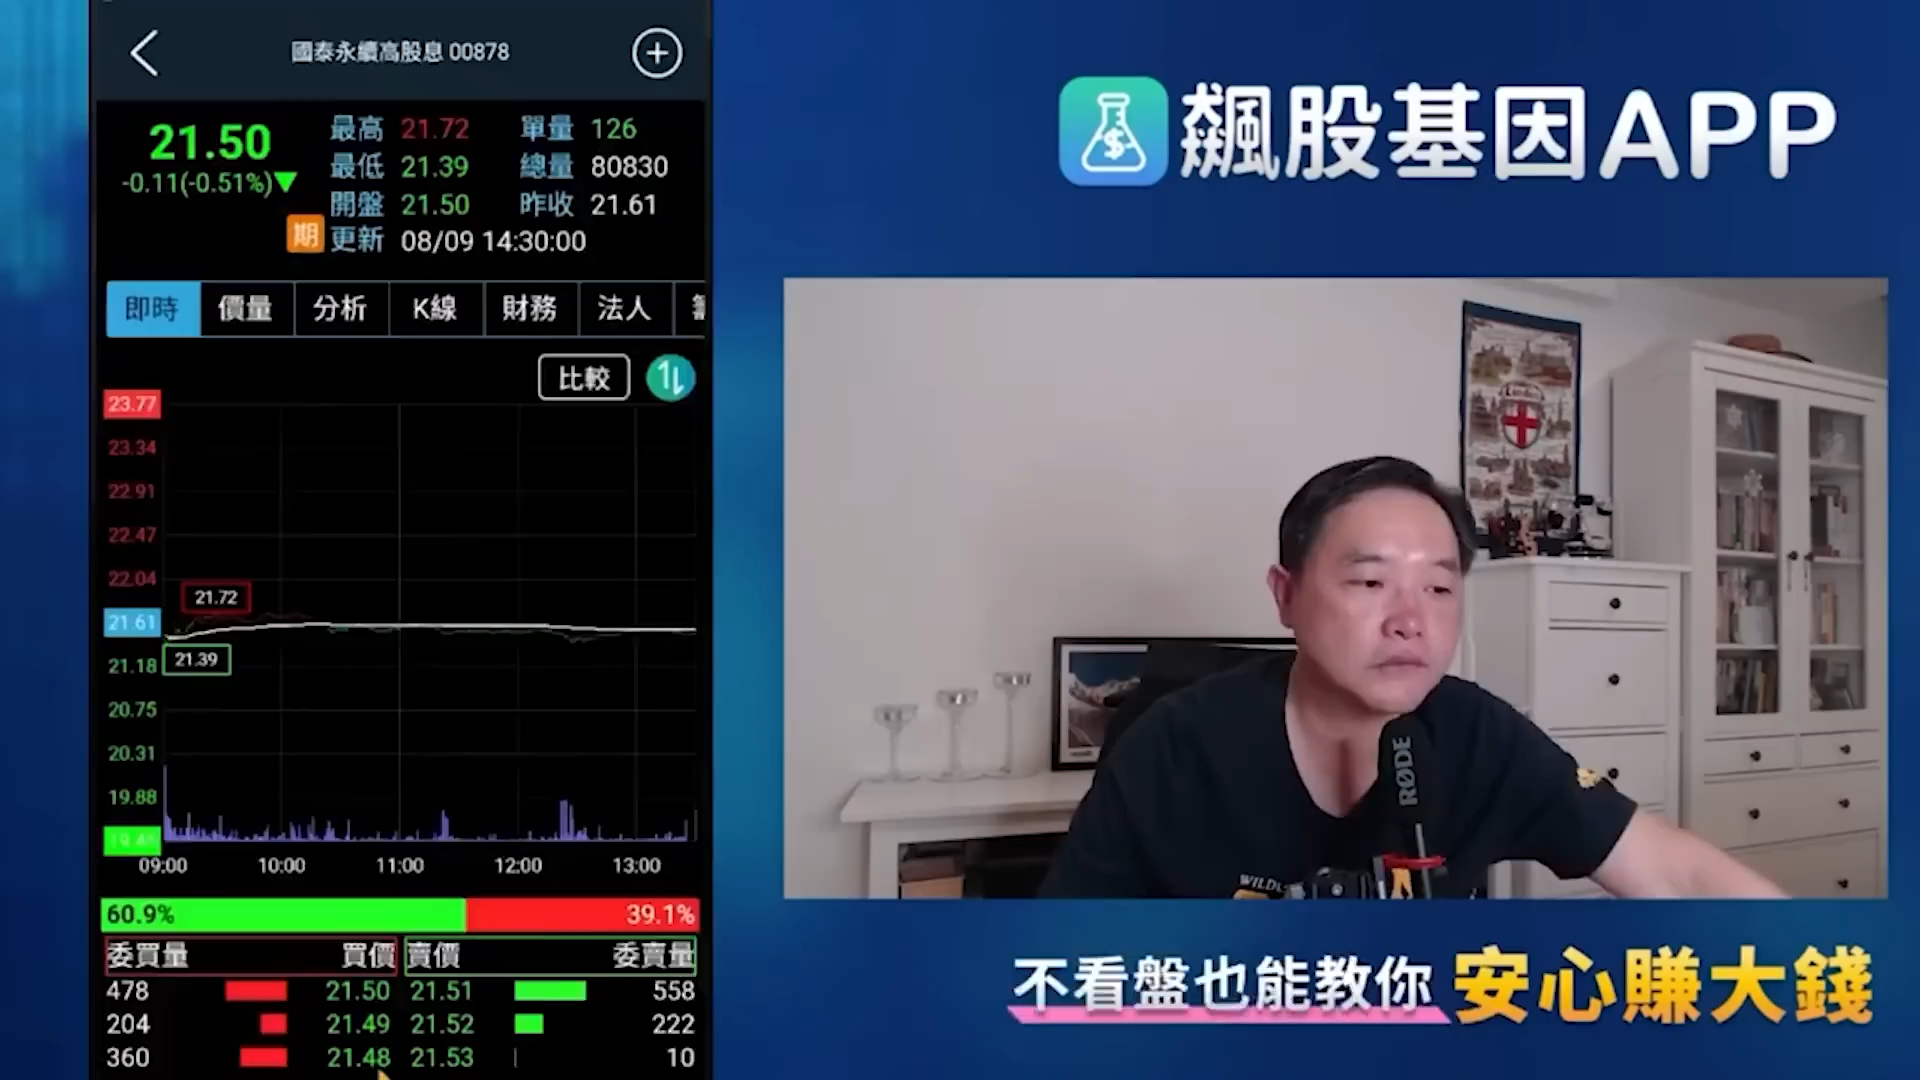 國泰永續高股息 00878
21.50
-0.11(-0.51%)▼
最高 21.72 單量 126
最低 21.39 總量 80830
開盤 21.50 昨收 21.61
期 更新 08/09 14:30:00
即時 價量 分析 K線 財務 法人
比較
23.77
23.34
22.91
22.47
22.04
21.72
21.61
21.39
21.18
20.75
20.31
19.88
09:00 10:00 11:00 12:00 13:00
60.9% 39.1%
委買量 買價 賣價 委賣量
478 21.50 21.51 558
204 21.49 21.52 222
360 21.48 21.53 10
飆股基因APP
London
RØDE
不看盤也能教你 安心賺大錢